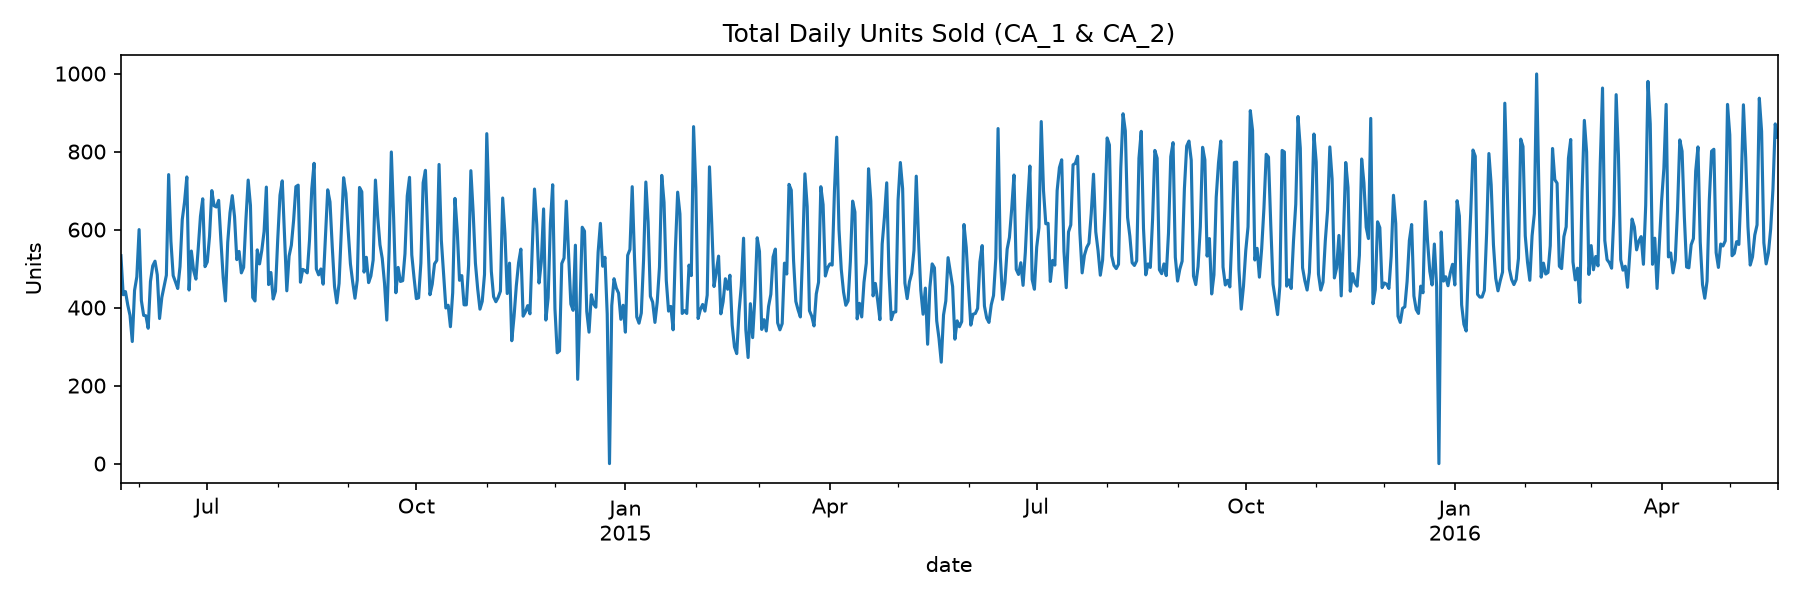 Total Daily Units Sold (CA_1 & CA_2)
Units
1000
800
600
400
200
0
Jul
Oct
Jan
2015
Apr
Jul
Oct
Jan
2016
Apr
date